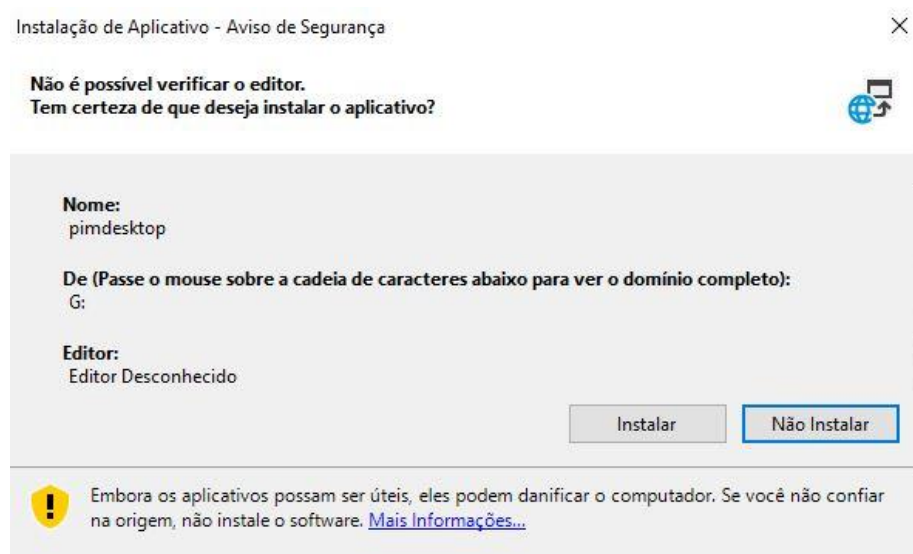 Instalação de Aplicativo - Aviso de Segurança
Não é possível verificar o editor.
Tem certeza de que deseja instalar o aplicativo?
Nome:
pimdesktop
De (Passe o mouse sobre a cadeia de caracteres abaixo para ver o domínio completo):
G:
Editor:
Editor Desconhecido
Instalar
Não Instalar
Embora os aplicativos possam ser úteis, eles podem danificar o computador. Se você não confiar
na origem, não instale o software. Mais Informações...